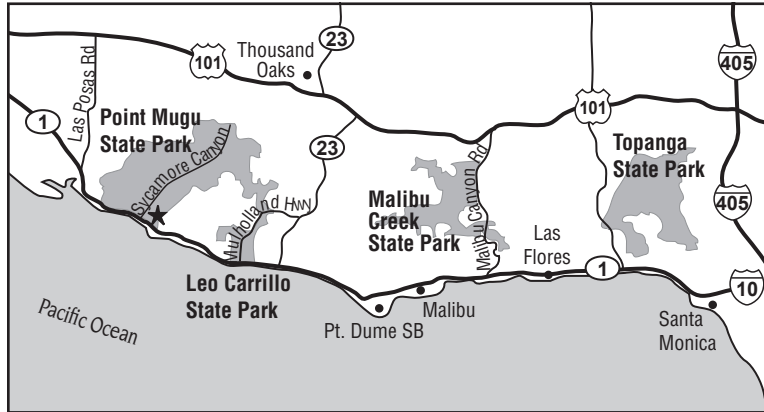 23
405
Thousand
Oaks
101
Las Posas Rd
101
1
Point Mugu
State Park
Topanga
State Park
23
Sycamore Canyon
Malibu Canyon Rd
Malibu
Creek
State Park
Mulholland Hwy
405
Las
Flores
1
10
Leo Carrillo
State Park
Malibu
Pacific Ocean
Pt. Dume SB
Santa
Monica